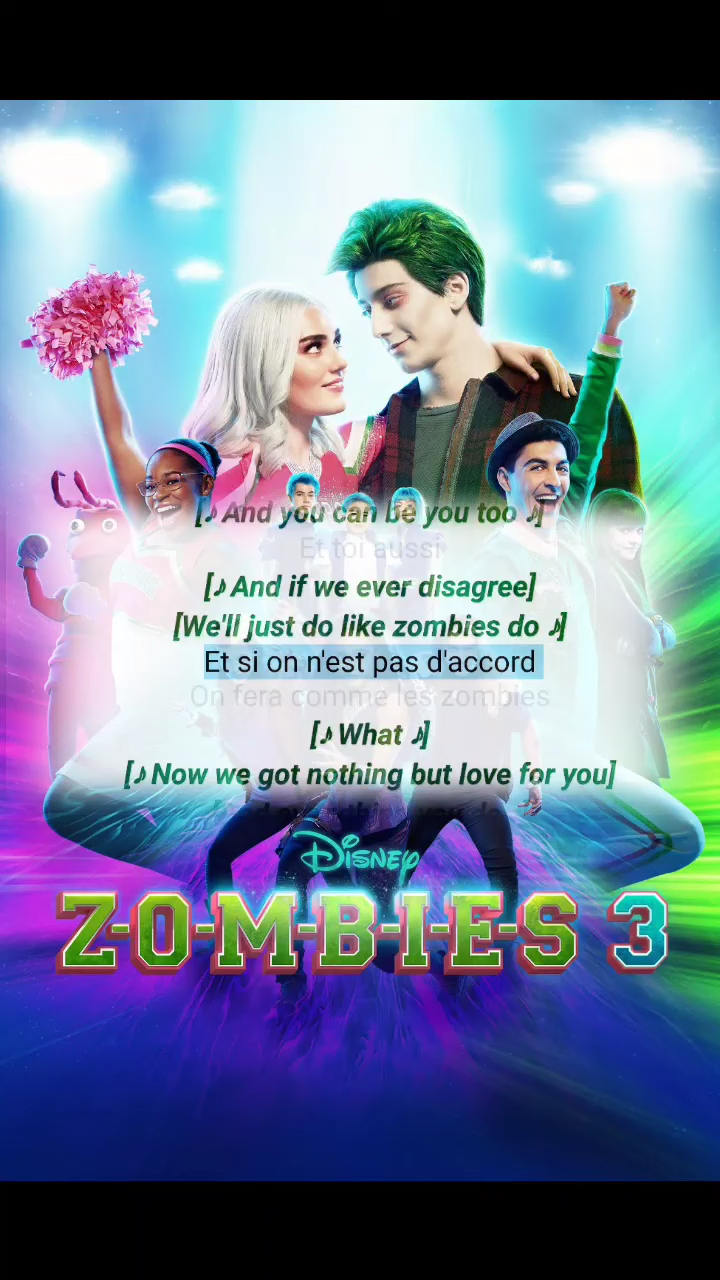 [♪ And you can be you too ♪]
Et toi aussi
[♪ And if we ever disagree]
[We'll just do like zombies do ♪]
Et si on n'est pas d'accord
On fera comme les zombies
[♪ What ♪]
[♪ Now we got nothing but love for you]
Disney
Z-O-M-B-I-E-S 3